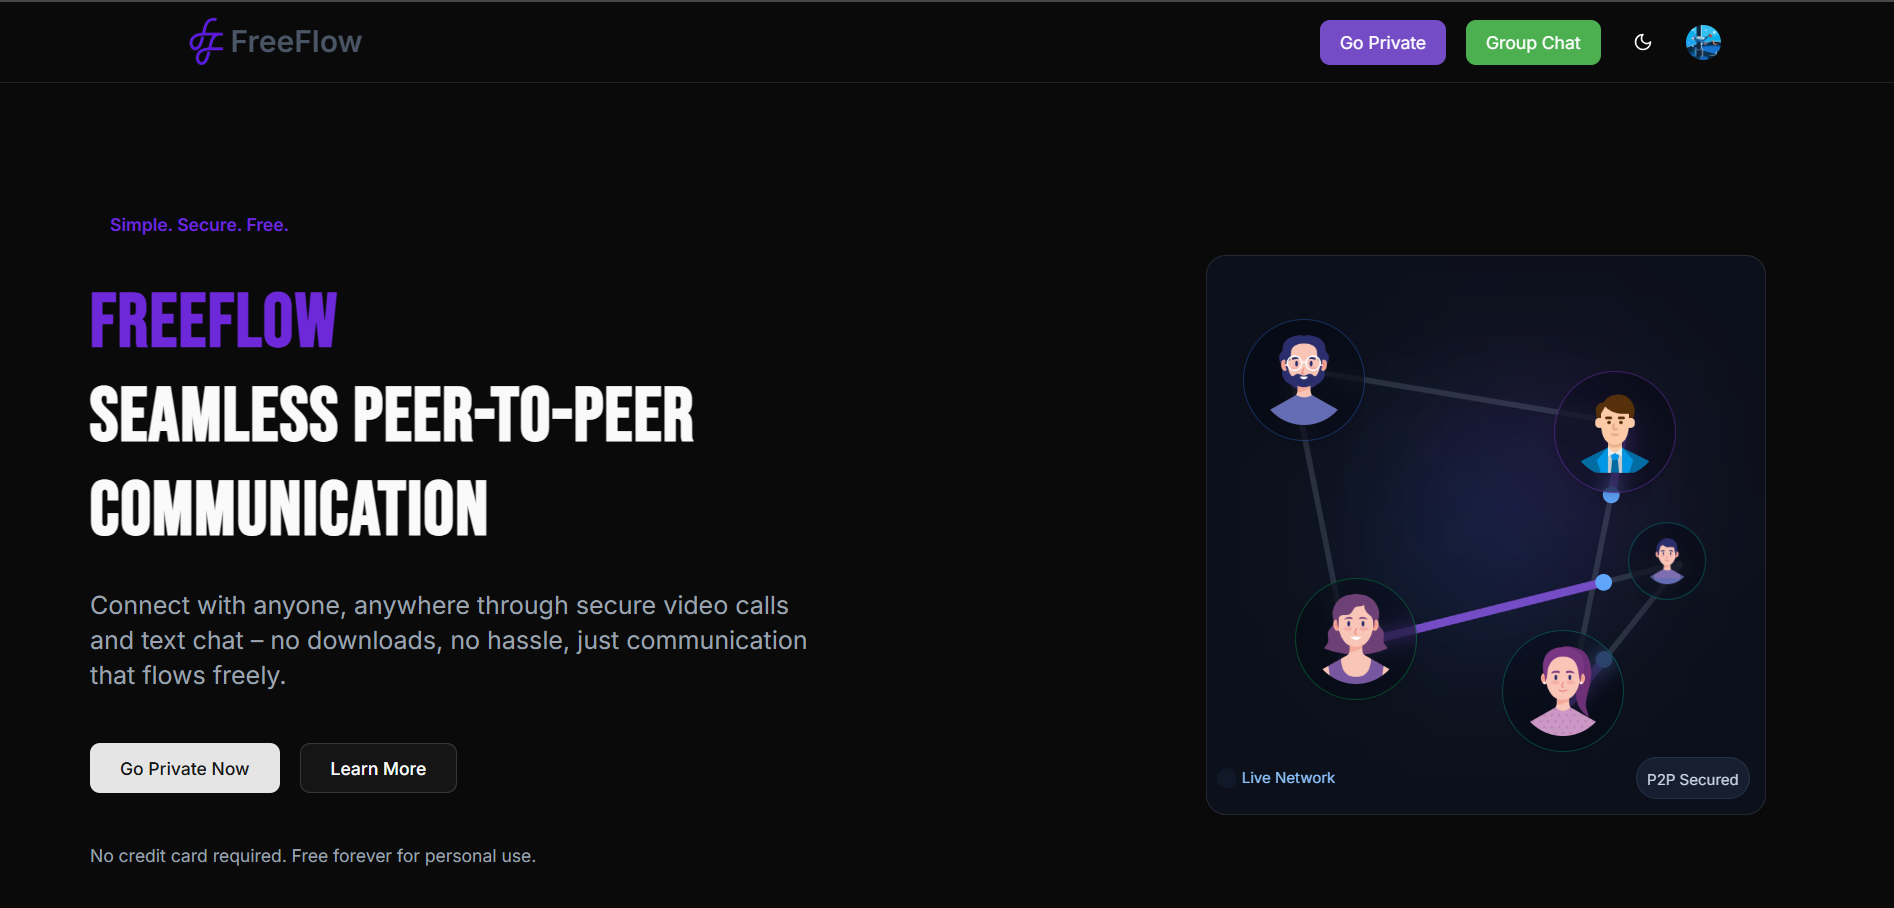 FreeFlow
Go Private
Group Chat
Simple. Secure. Free.
FREEFLOW
SEAMLESS PEER-TO-PEER
COMMUNICATION
Connect with anyone, anywhere through secure video calls
and text chat – no downloads, no hassle, just communication
that flows freely.
Go Private Now
Learn More
No credit card required. Free forever for personal use.
Live Network
P2P Secured